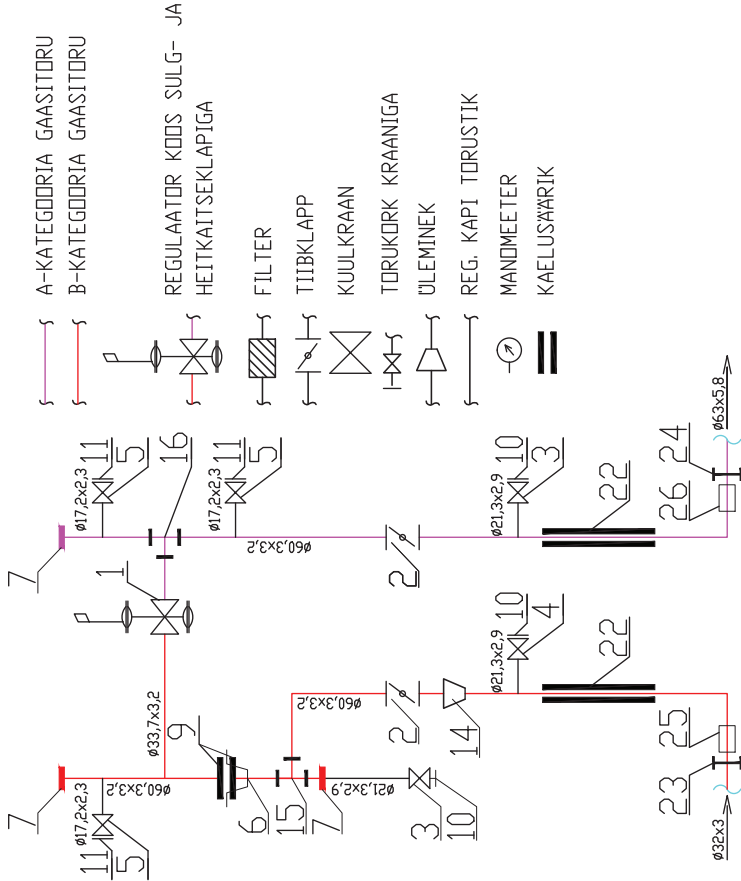 A-KATEGOORIA GAASITORU
B-KATEGOORIA GAASITORU
REGULAATOR KOOS SULG- JA
HEITKAITSEKLAPIGA
FILTER
TIIBKLAPP
KUULKRAAN
TORUKORK KRAANIGA
ÜLEMINEK
REG. KAPI TORUSTIK
MANOMEETER
KAELUSÄÄRIK
7
ø17,2x2,3
11
5
16
1
ø17,2x2,3
11
5
ø60,3x3,2
2
ø21,3x2,9
10
3
22
26
24
ø63x5,8
7
ø17,2x2,3
11
5
ø60,3x3,2
ø33,7x3,2
9
6
15
7
ø21,3x2,9
3
10
ø60,3x3,2
2
14
ø21,3x2,9
10
4
22
25
23
ø32x3